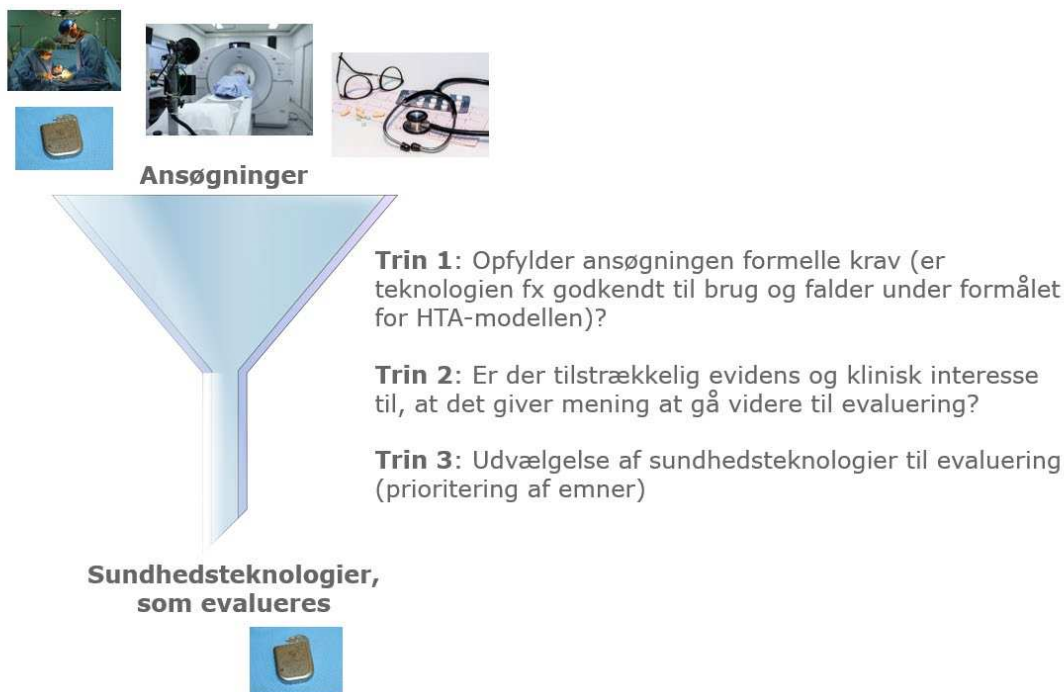 Ansøgninger
Trin 1: Opfylder ansøgningen formelle krav (er
teknologien fx godkendt til brug og falder under formålet
for HTA-modellen)?
Trin 2: Er der tilstrækkelig evidens og klinisk interesse
til, at det giver mening at gå videre til evaluering?
Trin 3: Udvælgelse af sundhedsteknologier til evaluering
(prioritering af emner)
Sundhedsteknologier,
som evalueres